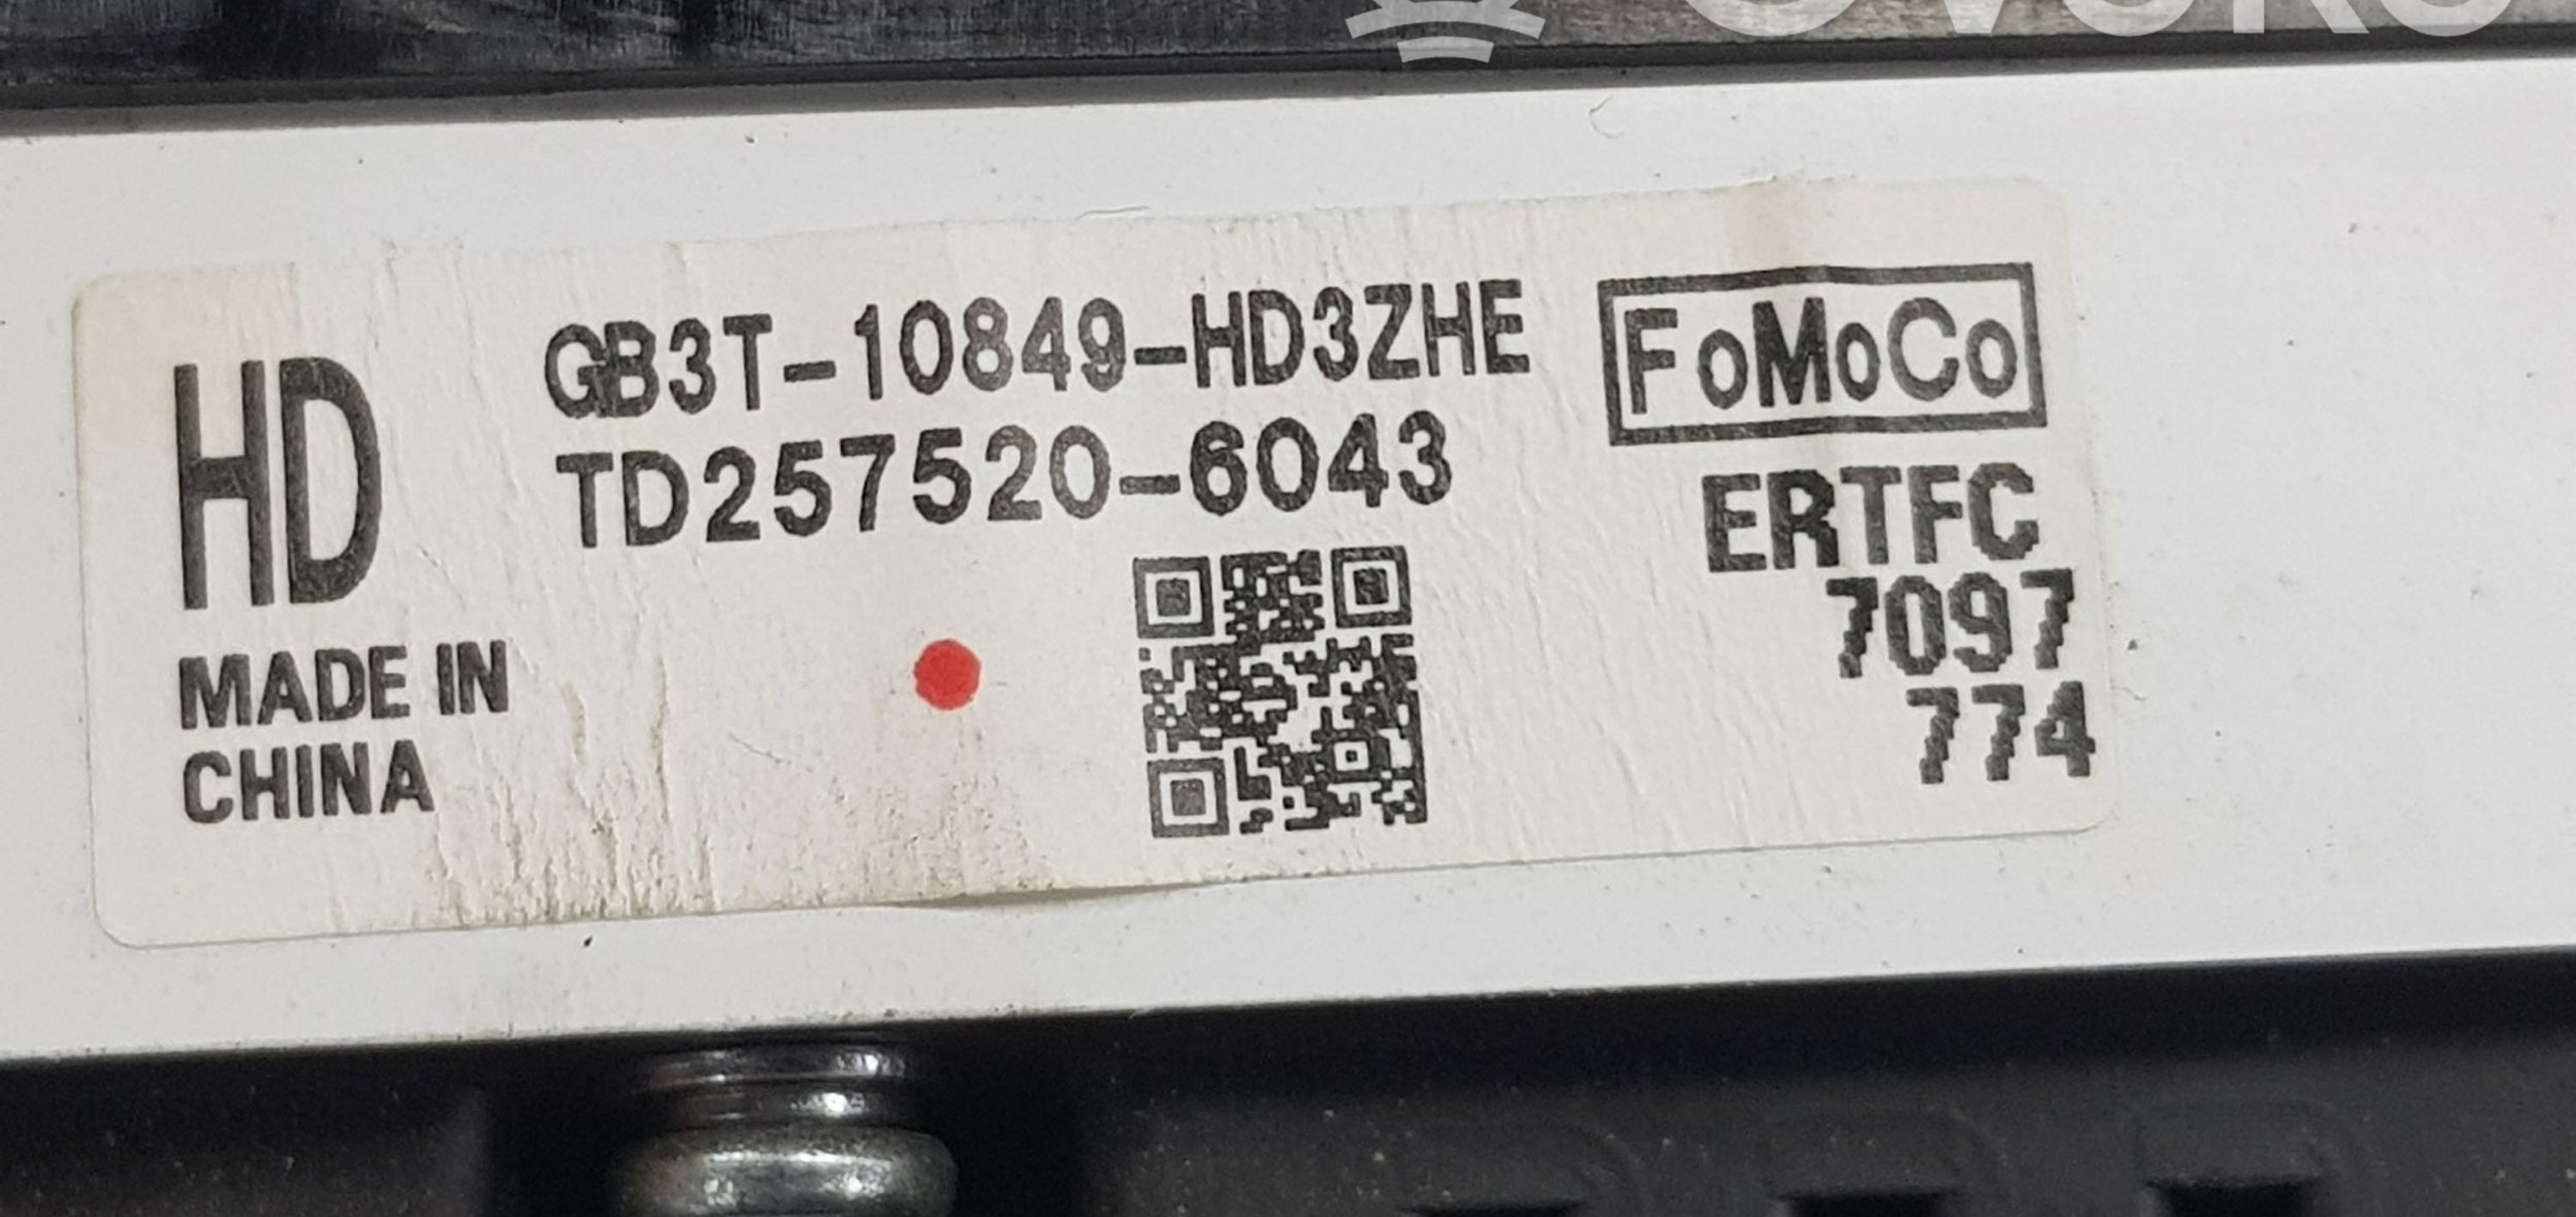 HD
GB3T-10849-HD3ZHE
TD257520-6043
FoMoCo
ERTFC
7097
774
MADE IN
CHINA